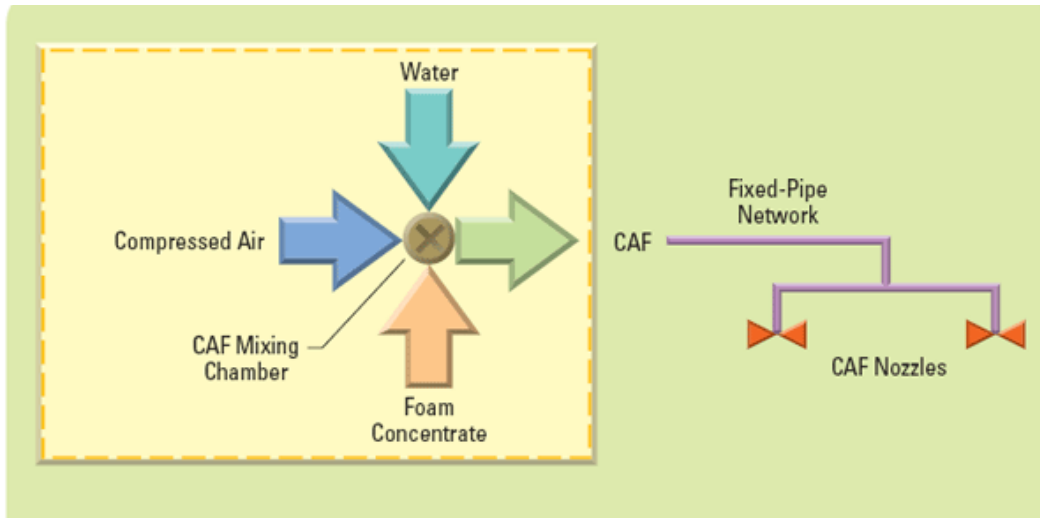 Water
Compressed Air
CAF Mixing
Chamber
Foam
Concentrate
CAF
Fixed-Pipe
Network
CAF Nozzles